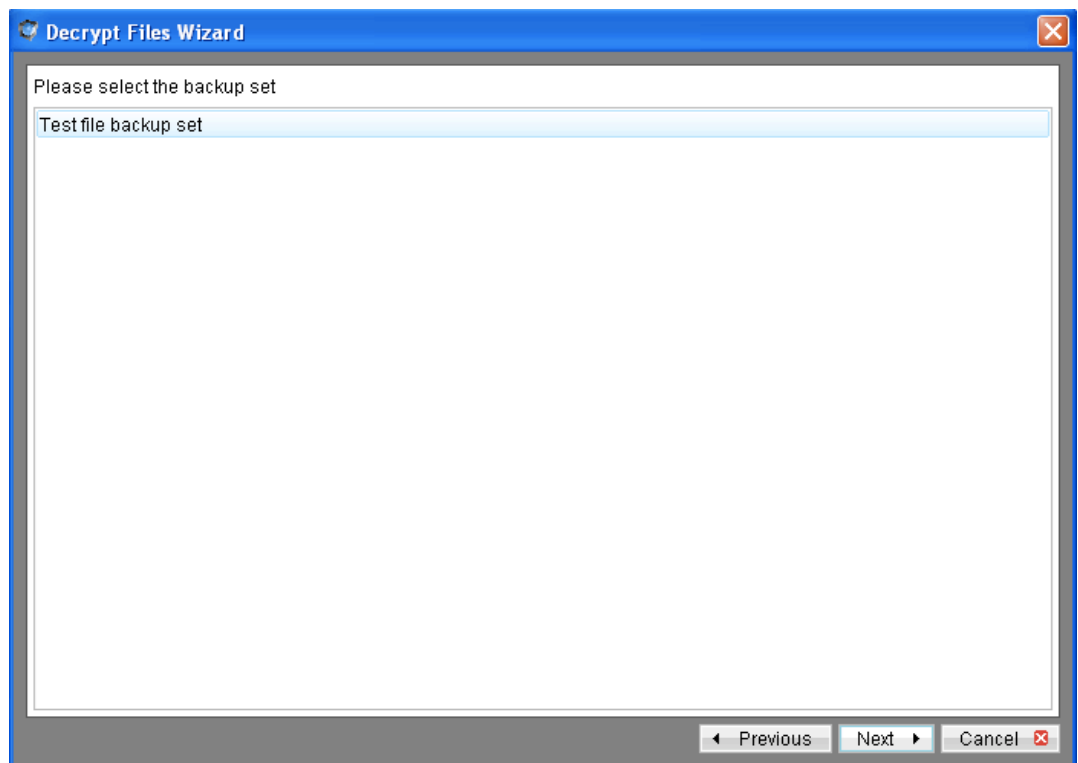 Decrypt Files Wizard
Please select the backup set
Test file backup set
Previous Next Cancel